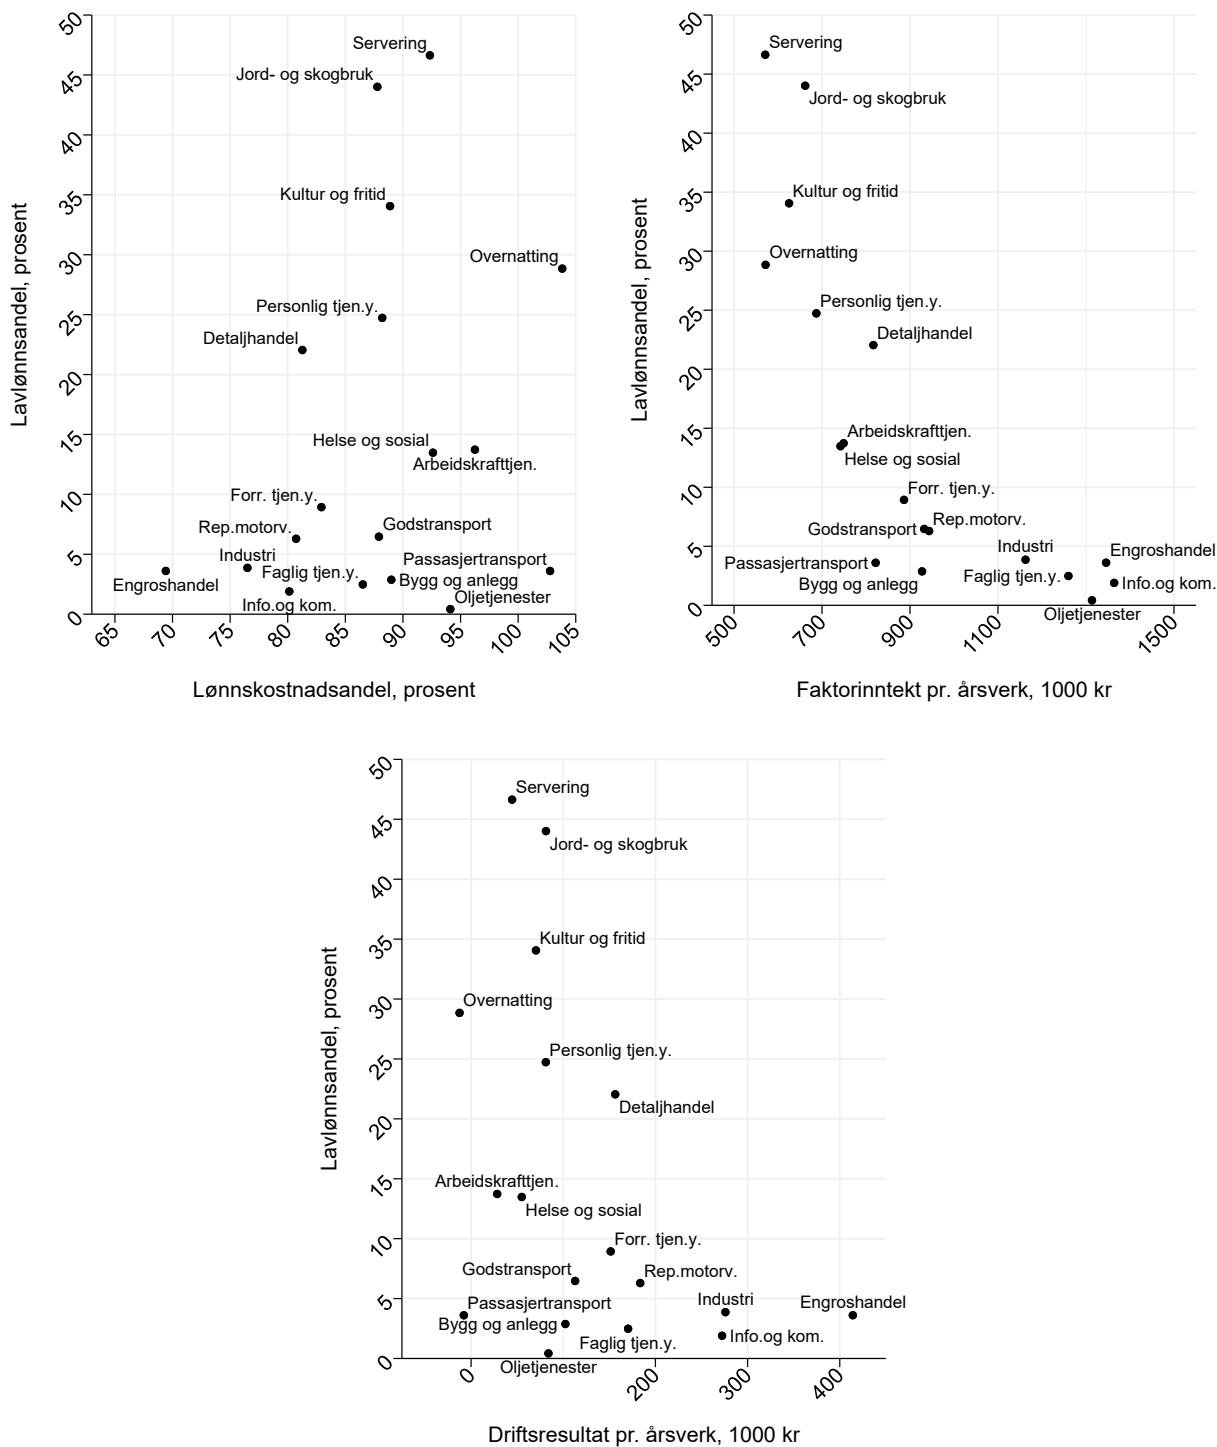 50
45
40
35
30
25
20
15
10
5
0
Lavlønnsandel, prosent
Servering
Jord- og skogbruk
Kultur og fritid
Overnatting
Personlig tjen.y.
Detaljhandel
Helse og sosial
Arbeidskrafttjen.
Forr. tjen.y.
Rep.motorv.
Godstransport
Industri
Passasjertransport
Engroshandel
Faglig tjen.y.
Bygg og anlegg
Info.og kom.
Oljetjenester
65
70
75
80
85
90
95
100
105
Lønnskostnadsandel, prosent
50
45
40
35
30
25
20
15
10
5
0
Lavlønnsandel, prosent
Servering
Jord- og skogbruk
Kultur og fritid
Overnatting
Personlig tjen.y.
Detaljhandel
Arbeidskrafttjen.
Helse og sosial
Forr. tjen.y.
Rep.motorv.
Godstransport
Industri
Engroshandel
Passasjertransport
Faglig tjen.y.
Bygg og anlegg
Info.og kom.
Oljetjenester
500
700
900
1100
1500
Faktorinntekt pr. årsverk, 1000 kr
50
45
40
35
30
25
20
15
10
5
0
Lavlønnsandel, prosent
Servering
Jord- og skogbruk
Kultur og fritid
Overnatting
Personlig tjen.y.
Detaljhandel
Arbeidskrafttjen.
Helse og sosial
Forr. tjen.y.
Godstransport
Rep.motorv.
Passasjertransport
Industri
Engroshandel
Bygg og anlegg
Faglig tjen.y.
Info.og kom.
Oljetjenester
0
200
300
400
Driftsresultat pr. årsverk, 1000 kr